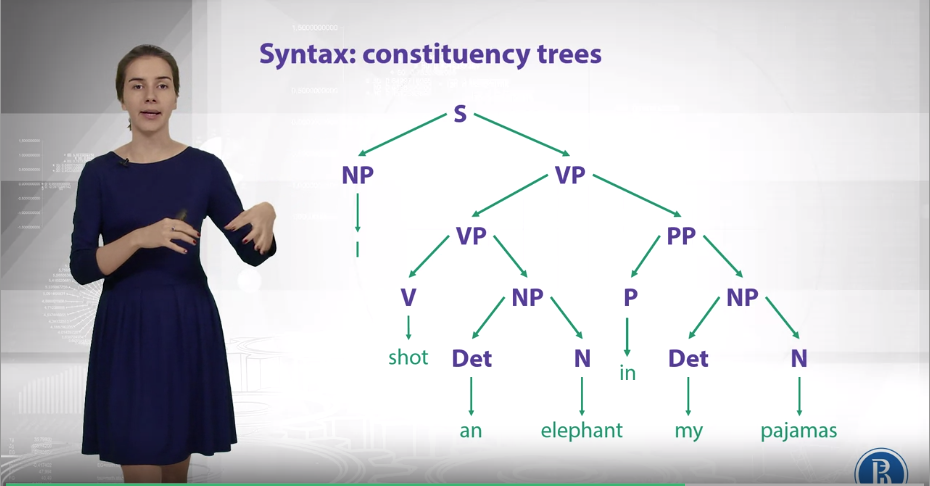 Syntax: constituency trees
S
NP VP
I VP PP
V NP P NP
shot Det N in Det N
an elephant my pajamas